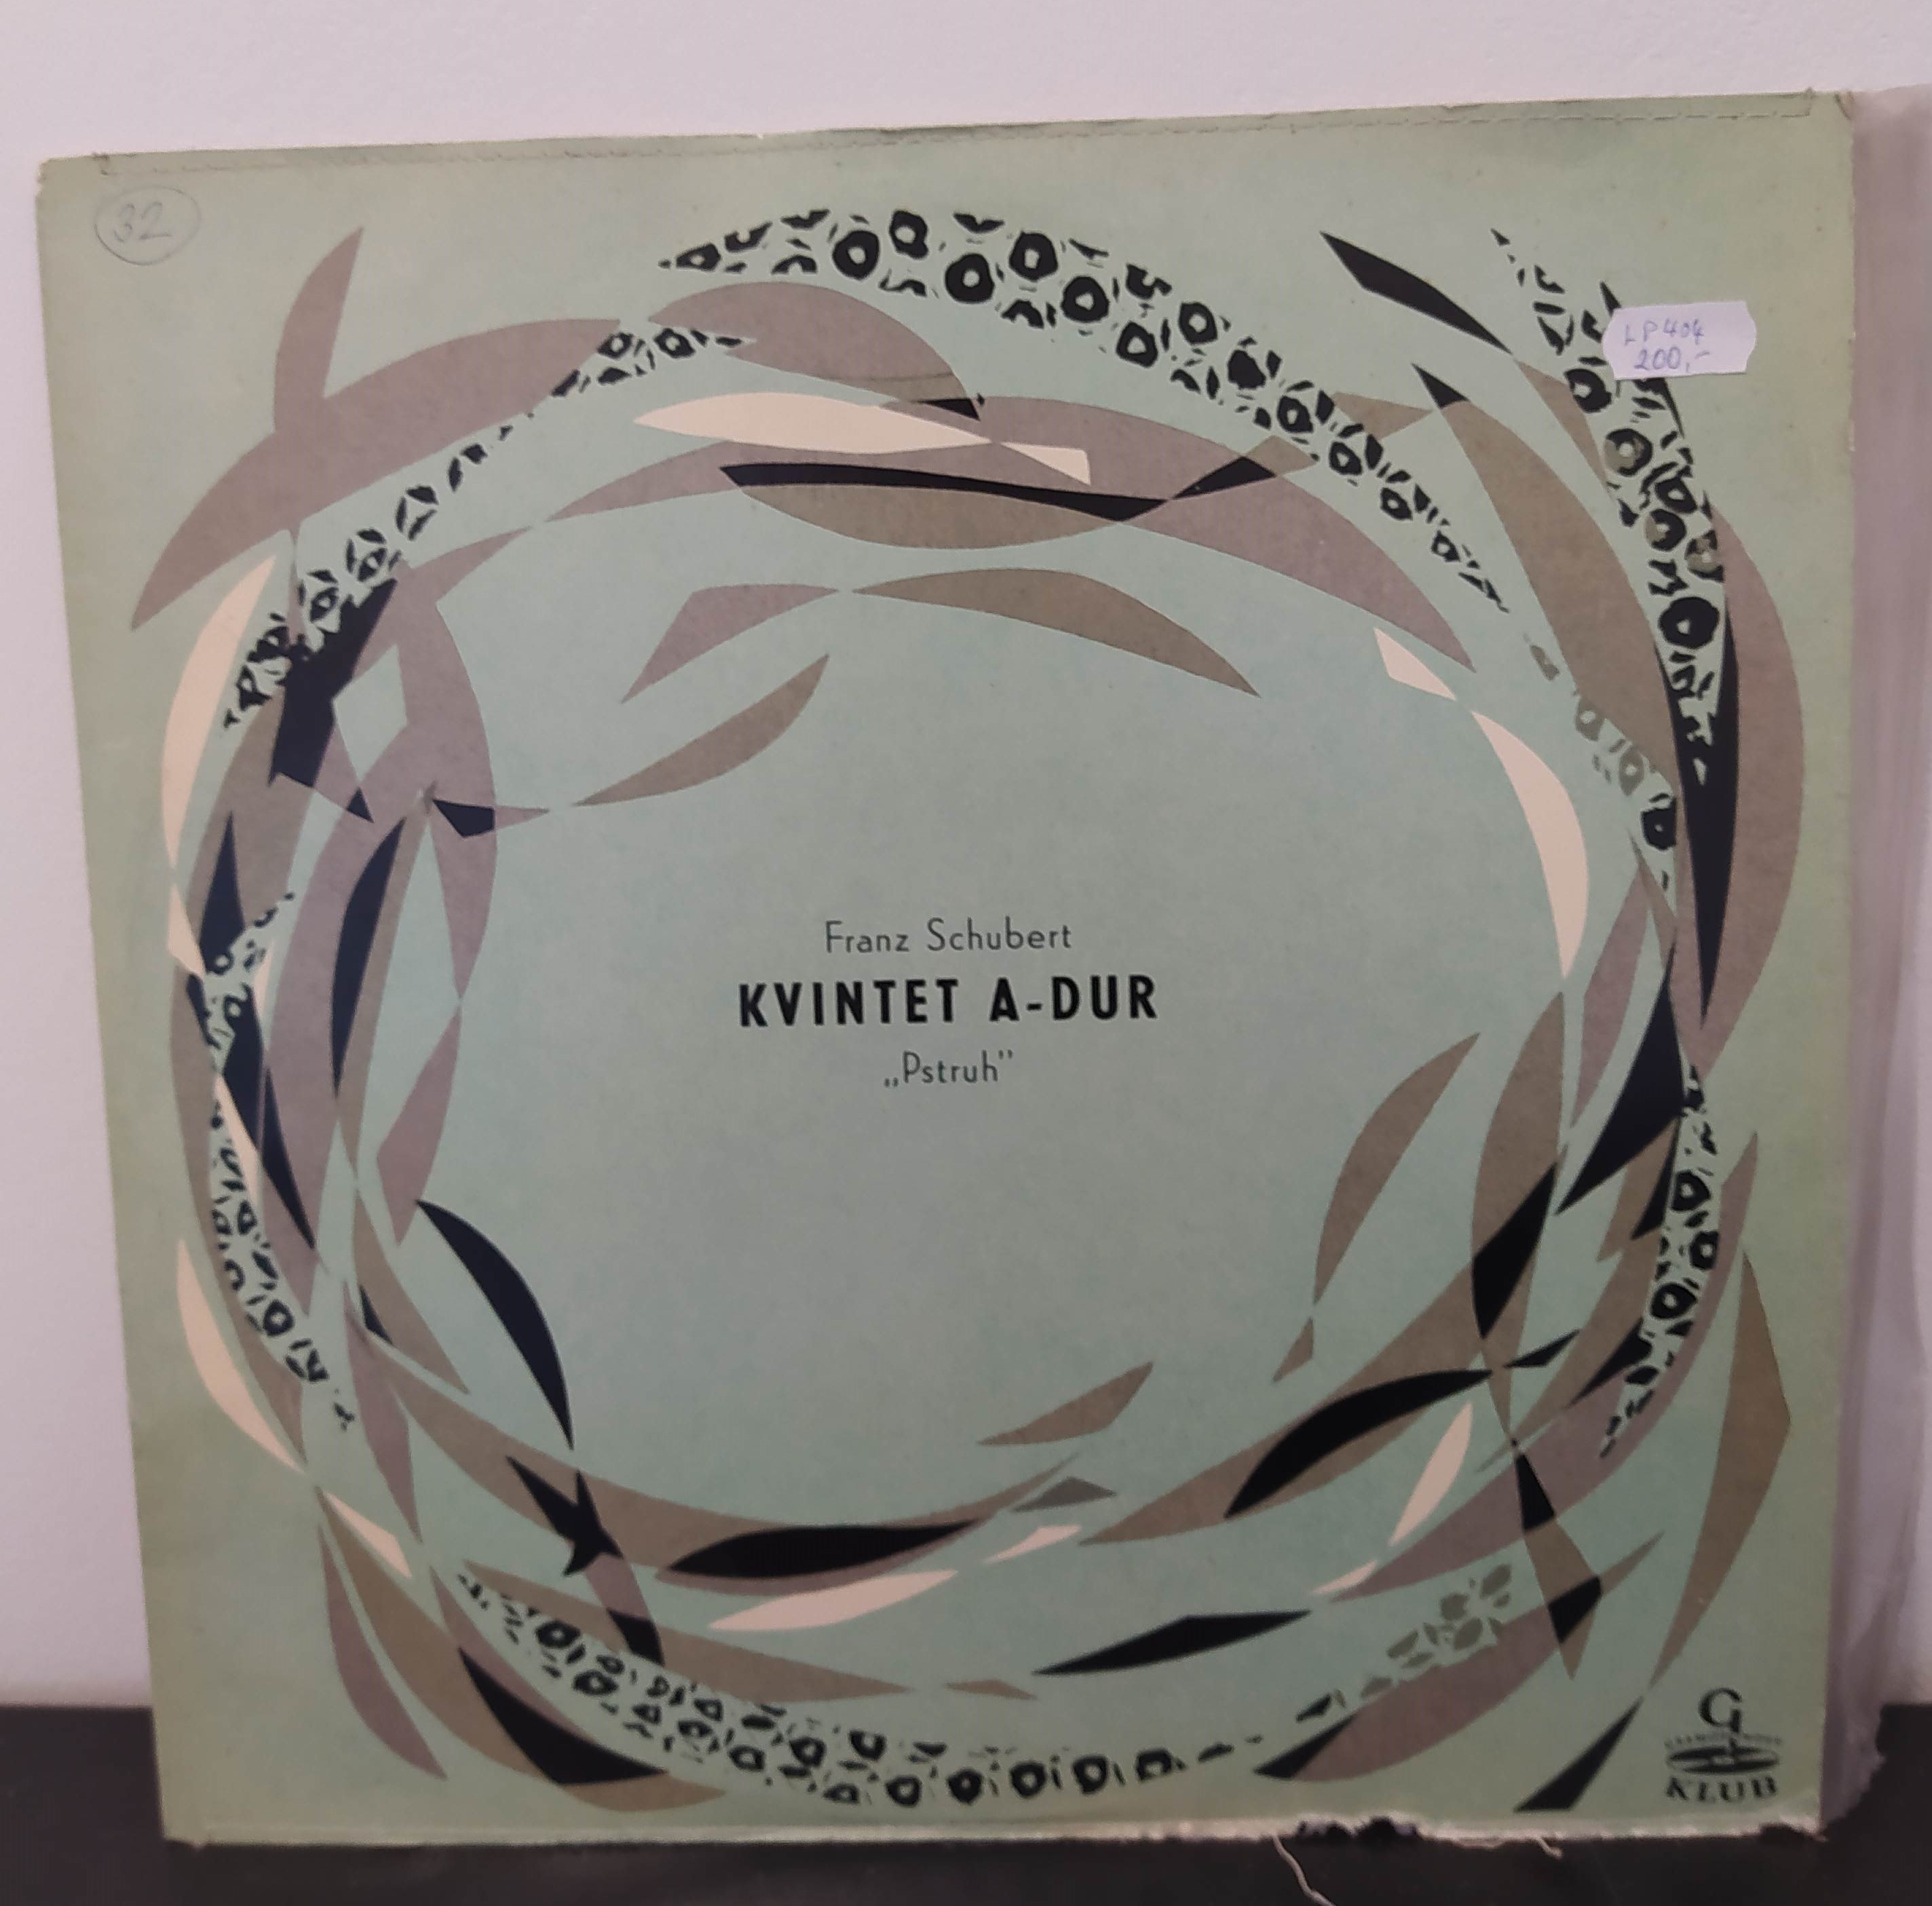 32
LP 404
200,-
Franz Schubert
KVINTET A-DUR
„Pstruh”
G
KLUB